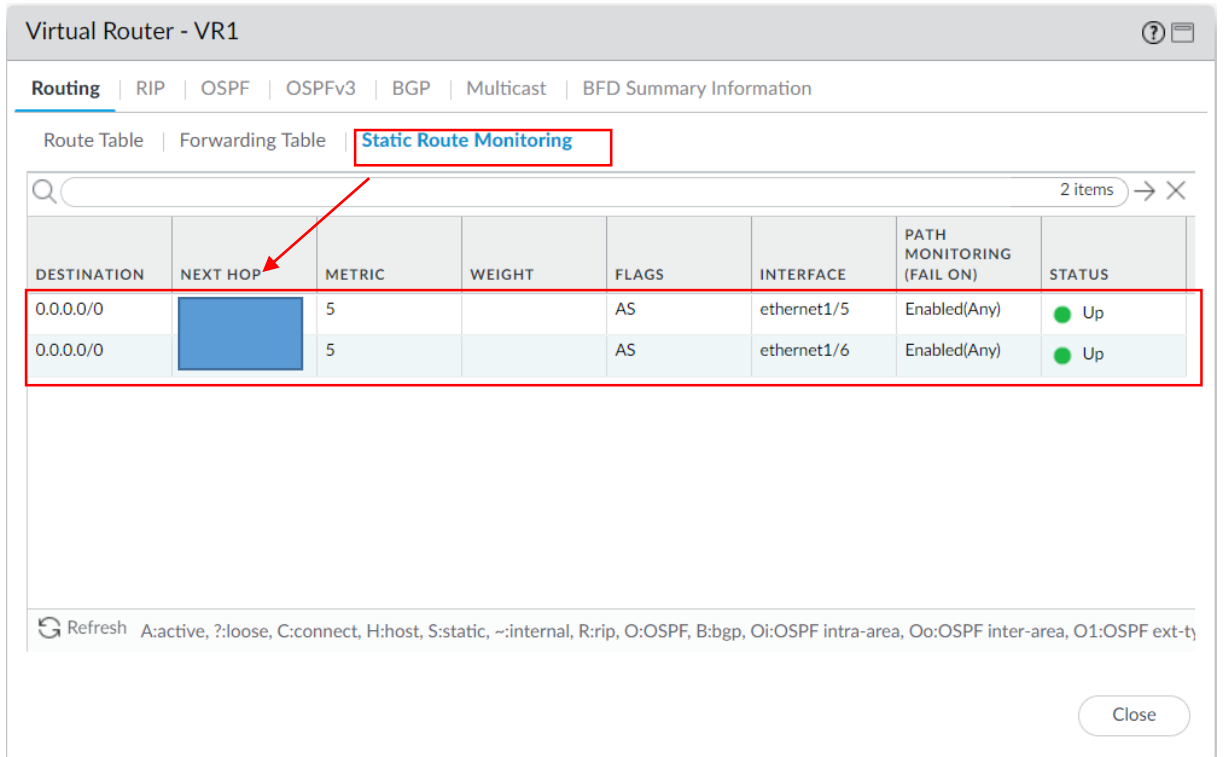 Virtual Router - VR1
Routing | RIP | OSPF | OSPFv3 | BGP | Multicast | BFD Summary Information
Route Table | Forwarding Table | Static Route Monitoring
2 items
DESTINATION NEXT HOP METRIC WEIGHT FLAGS INTERFACE PATH MONITORING (FAIL ON) STATUS
0.0.0.0/0 5 AS ethernet1/5 Enabled(Any) Up
0.0.0.0/0 5 AS ethernet1/6 Enabled(Any) Up
Refresh A:active, ?:loose, C:connect, H:host, S:static, ~:internal, R:rip, O:OSPF, B:bgp, Oi:OSPF intra-area, Oo:OSPF inter-area, O1:OSPF ext-ty
Close